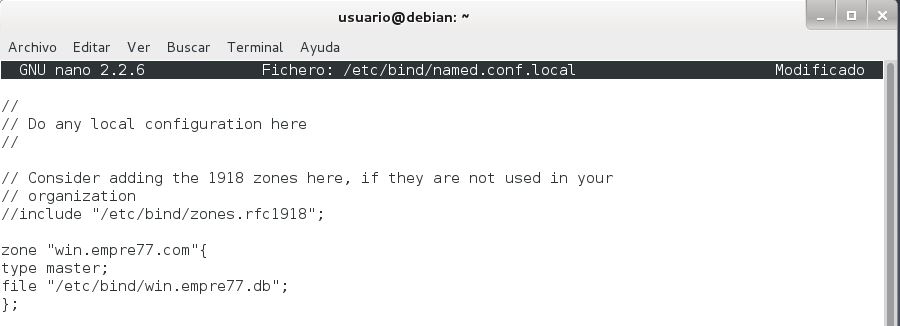 usuario@debian: ~
Archivo Editar Ver Buscar Terminal Ayuda
GNU nano 2.2.6 Fichero: /etc/bind/named.conf.local Modificado
//
// Do any local configuration here
//
// Consider adding the 1918 zones here, if they are not used in your
// organization
//include "/etc/bind/zones.rfc1918";
zone "win.empre77.com"{
type master;
file "/etc/bind/win.empre77.db";
};